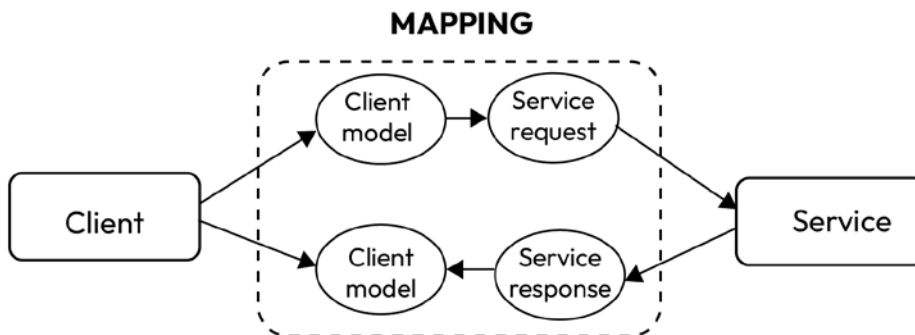 MAPPING
Client
model
Service
request
Client
Service
Client
model
Service
response